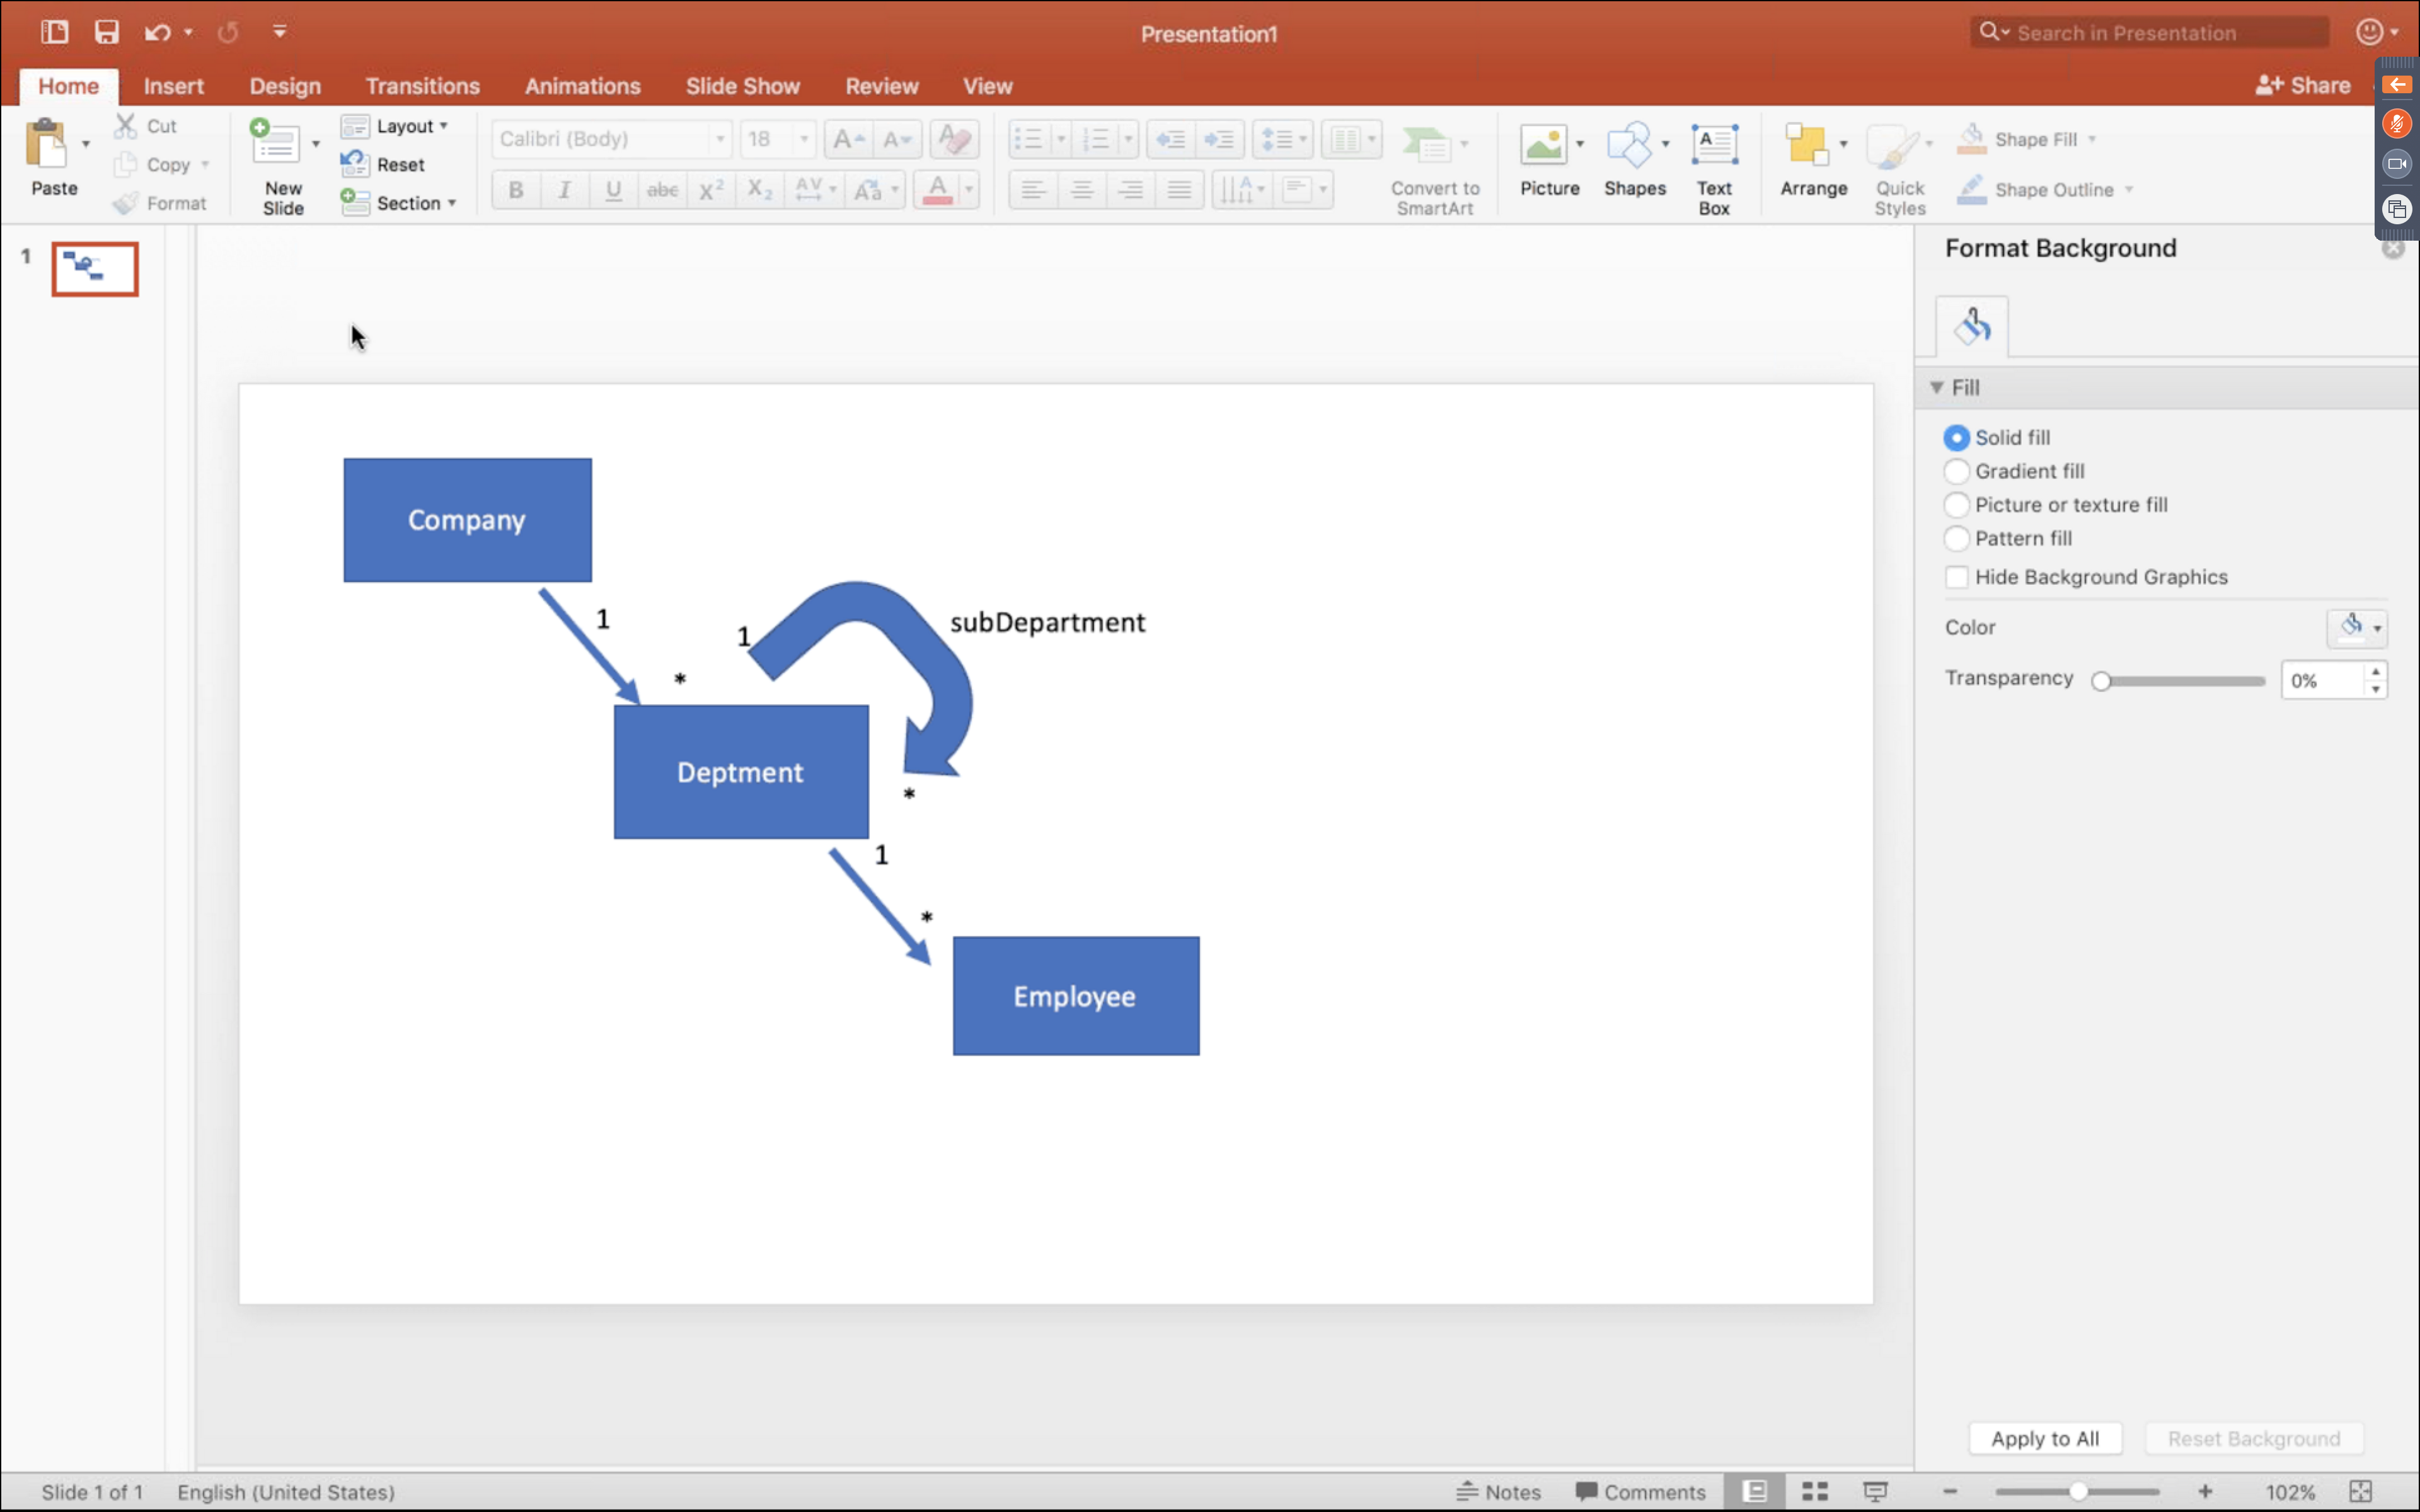 Presentation1
Search in Presentation
Home Insert Design Transitions Animations Slide Show Review View
Share
Paste
Cut
Copy
Format
New
Slide
Layout
Reset
Section
Calibri (Body) 18 A A A
B I U abc X² X₂ AV Aa A
Convert to
SmartArt
Picture
Shapes
A
Text
Box
Arrange
Quick
Styles
Shape Fill
Shape Outline
1
Format Background
Fill
Solid fill
Gradient fill
Picture or texture fill
Pattern fill
Hide Background Graphics
Color
Transparency 0%
Company
1
*
1
subDepartment
Deptment
*
1
*
Employee
Apply to All Reset Background
Slide 1 of 1 English (United States) Notes Comments 102%